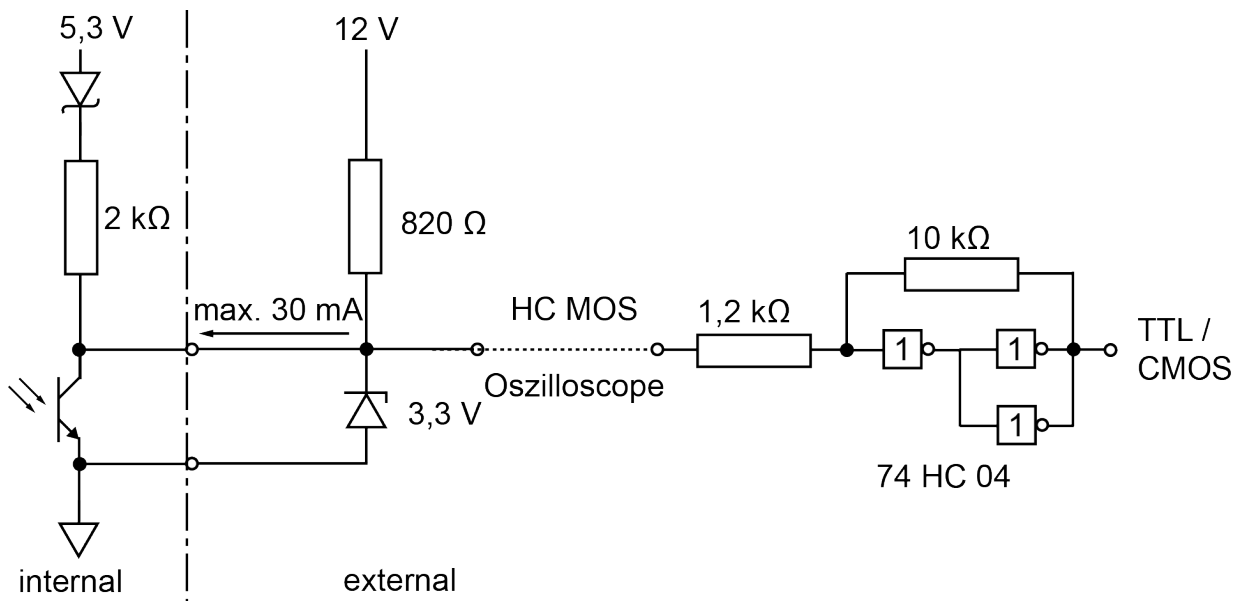 5,3 V
12 V
2 kΩ
820 Ω
10 kΩ
max. 30 mA
HC MOS
1,2 kΩ
1
1
TTL /
CMOS
Oszilloscope
3,3 V
1
74 HC 04
internal
external